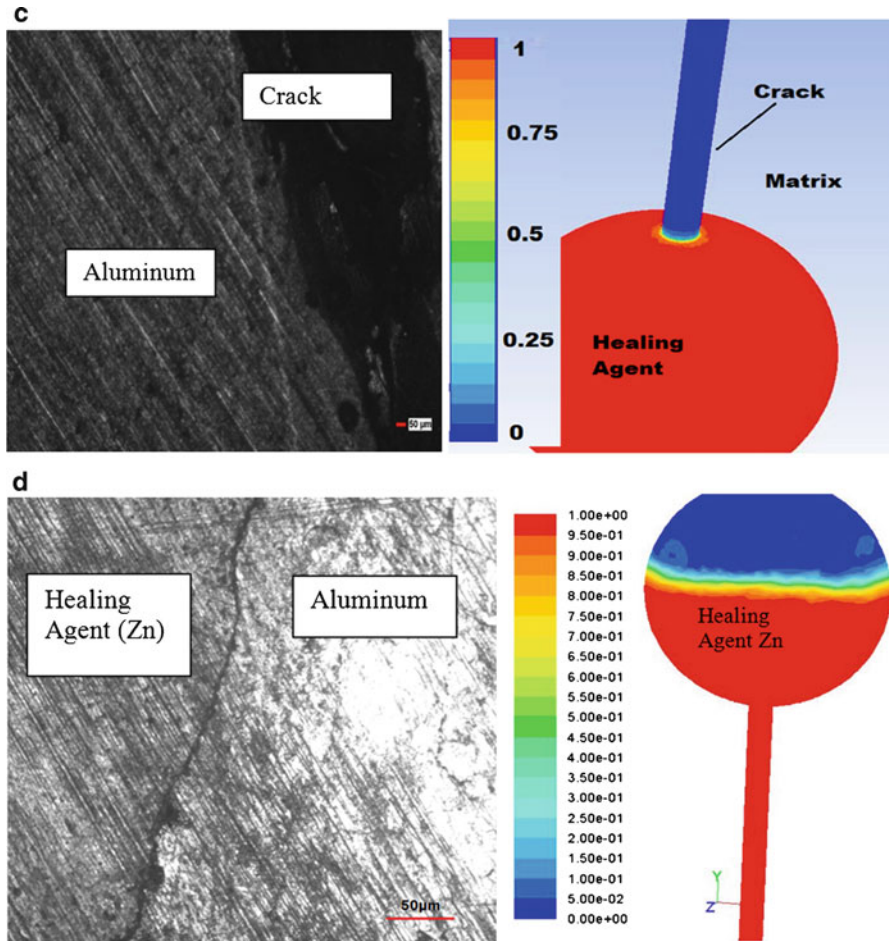 c
Crack
Aluminum
50 µm
1
0.75
0.5
0.25
0
Crack
Matrix
Healing
Agent
d
Healing
Agent (Zn)
Aluminum
50µm
1.00e+00
9.50e-01
9.00e-01
8.50e-01
8.00e-01
7.50e-01
7.00e-01
6.50e-01
6.00e-01
5.50e-01
5.00e-01
4.50e-01
4.00e-01
3.50e-01
3.00e-01
2.50e-01
2.00e-01
1.50e-01
1.00e-01
5.00e-02
0.00e+00
Healing
Agent Zn
Y
Z